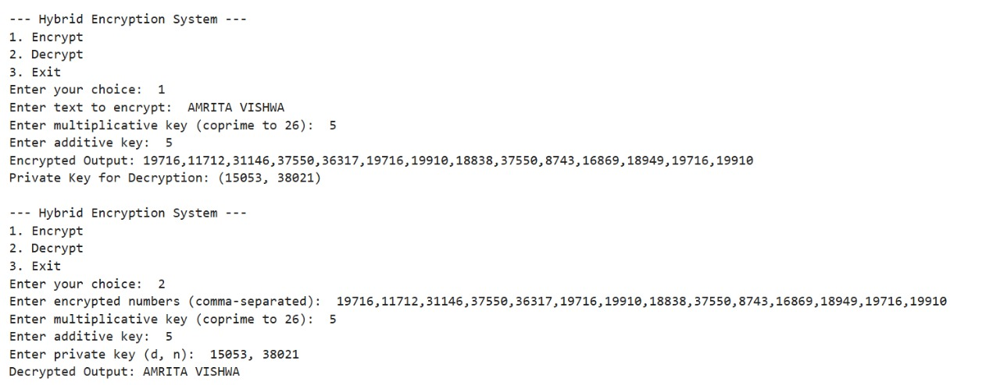 --- Hybrid Encryption System ---
1. Encrypt
2. Decrypt
3. Exit
Enter your choice:  1
Enter text to encrypt:  AMRITA VISHWA
Enter multiplicative key (coprime to 26):  5
Enter additive key:  5
Encrypted Output: 19716,11712,31146,37550,36317,19716,19910,18838,37550,8743,16869,18949,19716,19910
Private Key for Decryption: (15053, 38021)
--- Hybrid Encryption System ---
1. Encrypt
2. Decrypt
3. Exit
Enter your choice:  2
Enter encrypted numbers (comma-separated):  19716,11712,31146,37550,36317,19716,19910,18838,37550,8743,16869,18949,19716,19910
Enter multiplicative key (coprime to 26):  5
Enter additive key:  5
Enter private key (d, n):  15053, 38021
Decrypted Output: AMRITA VISHWA